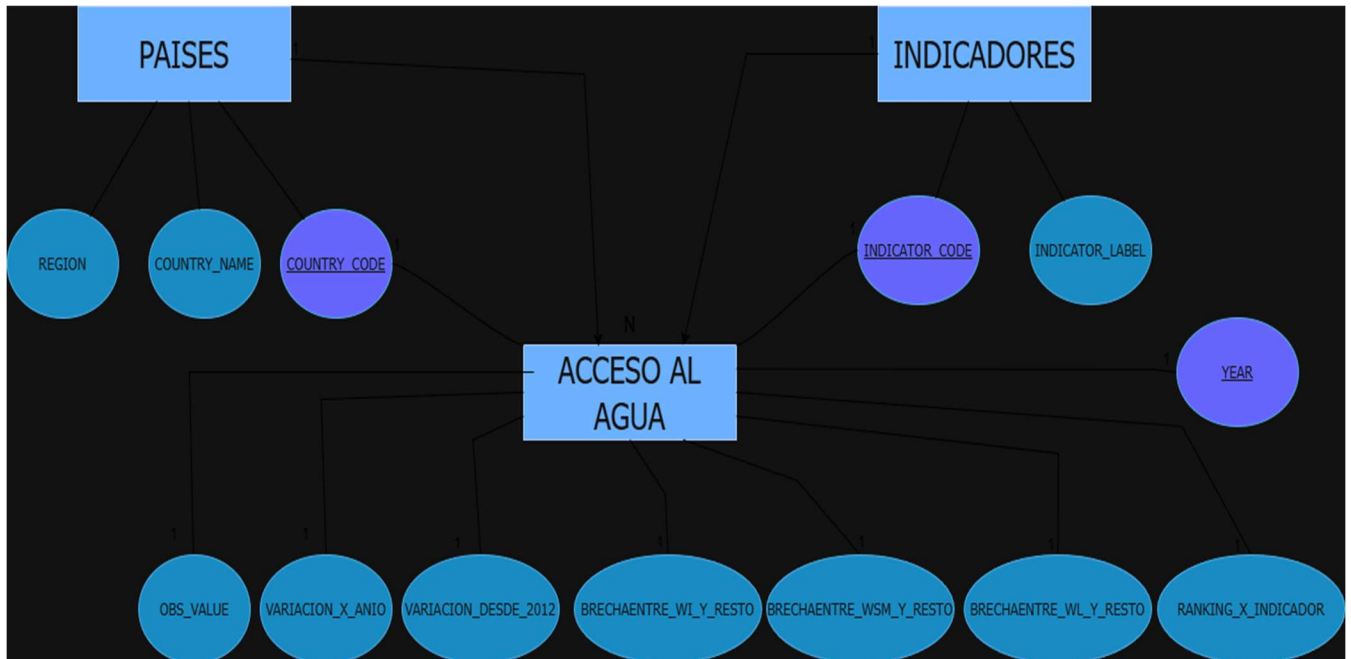 PAISES
1
1
INDICADORES
REGION
COUNTRY_NAME
COUNTRY_CODE
1
1
INDICATOR_CODE
INDICATOR_LABEL
N
ACCESO AL
AGUA
1
YEAR
1
1
1
1
1
1
1
OBS_VALUE
VARIACION_X_ANIO
VARIACION_DESDE_2012
BRECHAENTRE_WI_Y_RESTO
BRECHAENTRE_WSM_Y_RESTO
BRECHAENTRE_WL_Y_RESTO
RANKING_X_INDICADOR